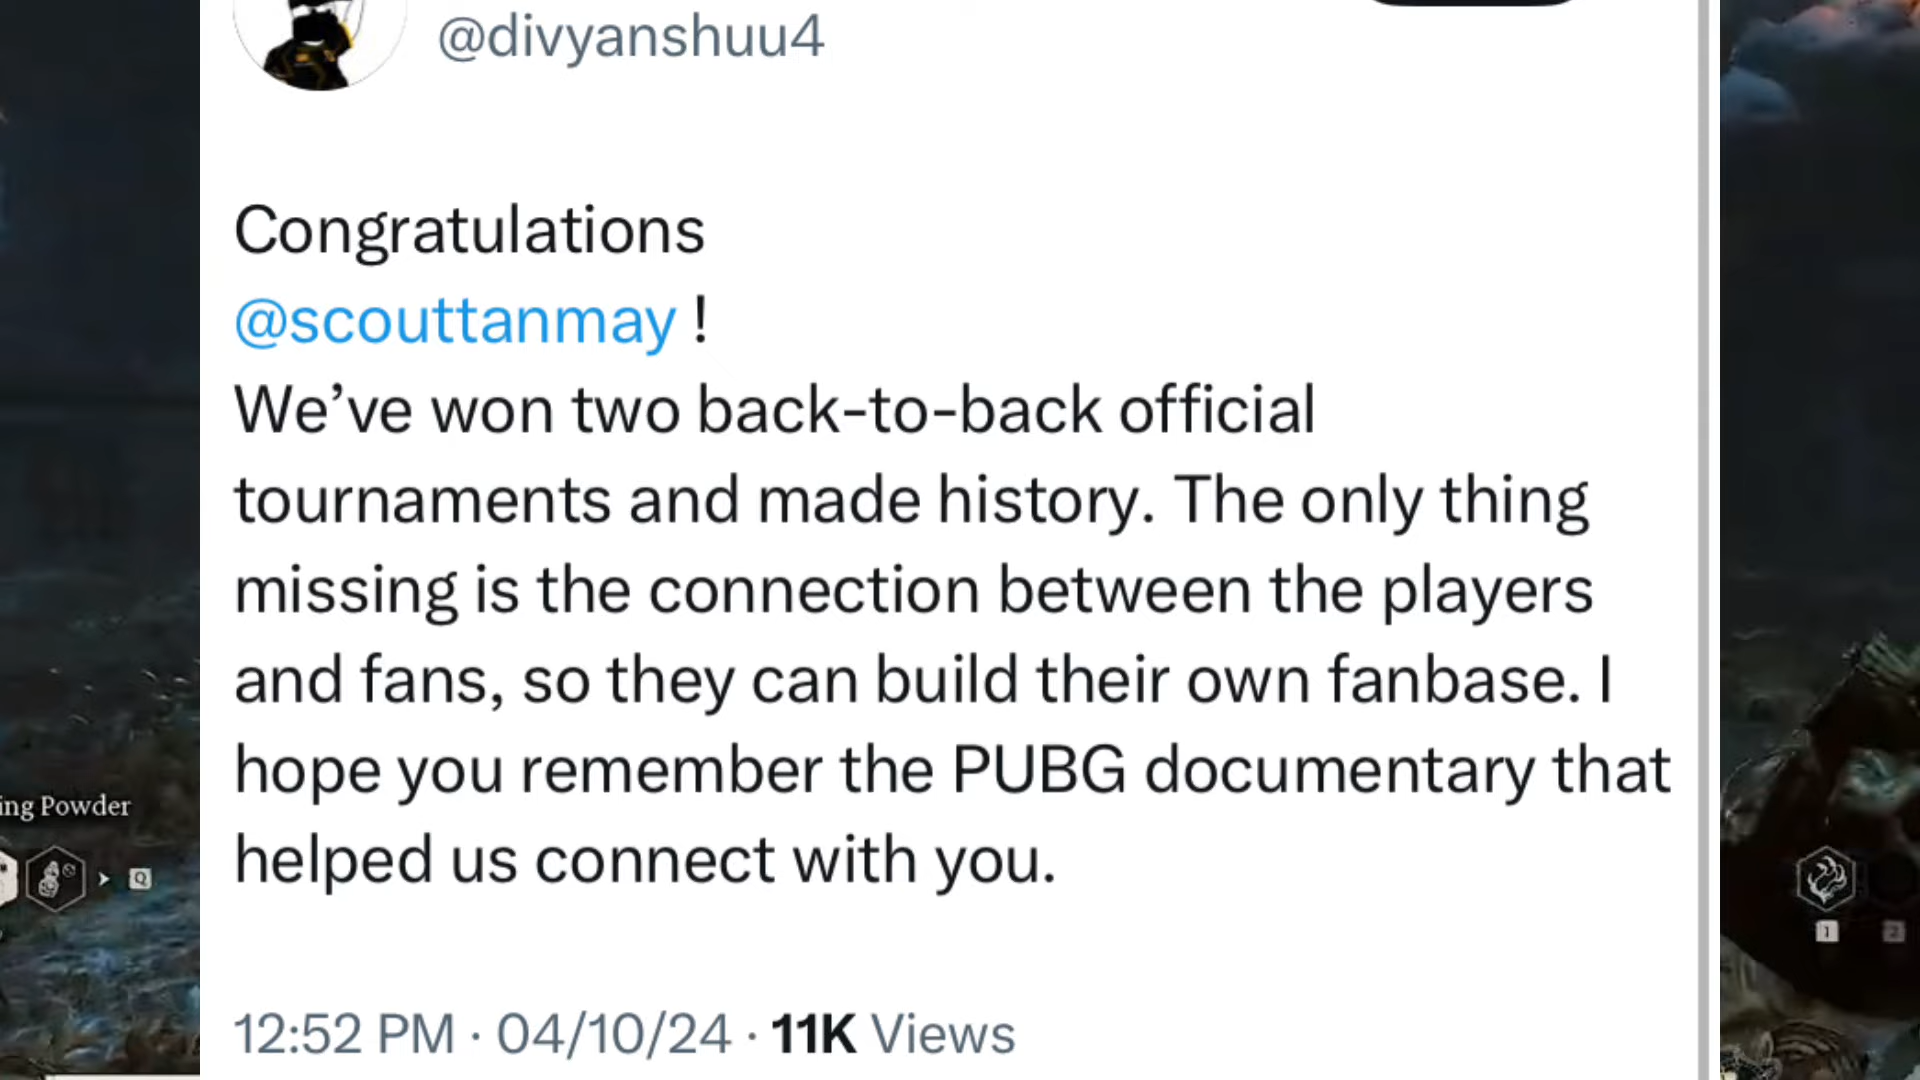 @divyanshuu4
Congratulations
@scouttanmay !
We’ve won two back-to-back official
tournaments and made history. The only thing
missing is the connection between the players
and fans, so they can build their own fanbase. I
hope you remember the PUBG documentary that
helped us connect with you.
12:52 PM · 04/10/24 · 11K Views
ing Powder
Q
1
2